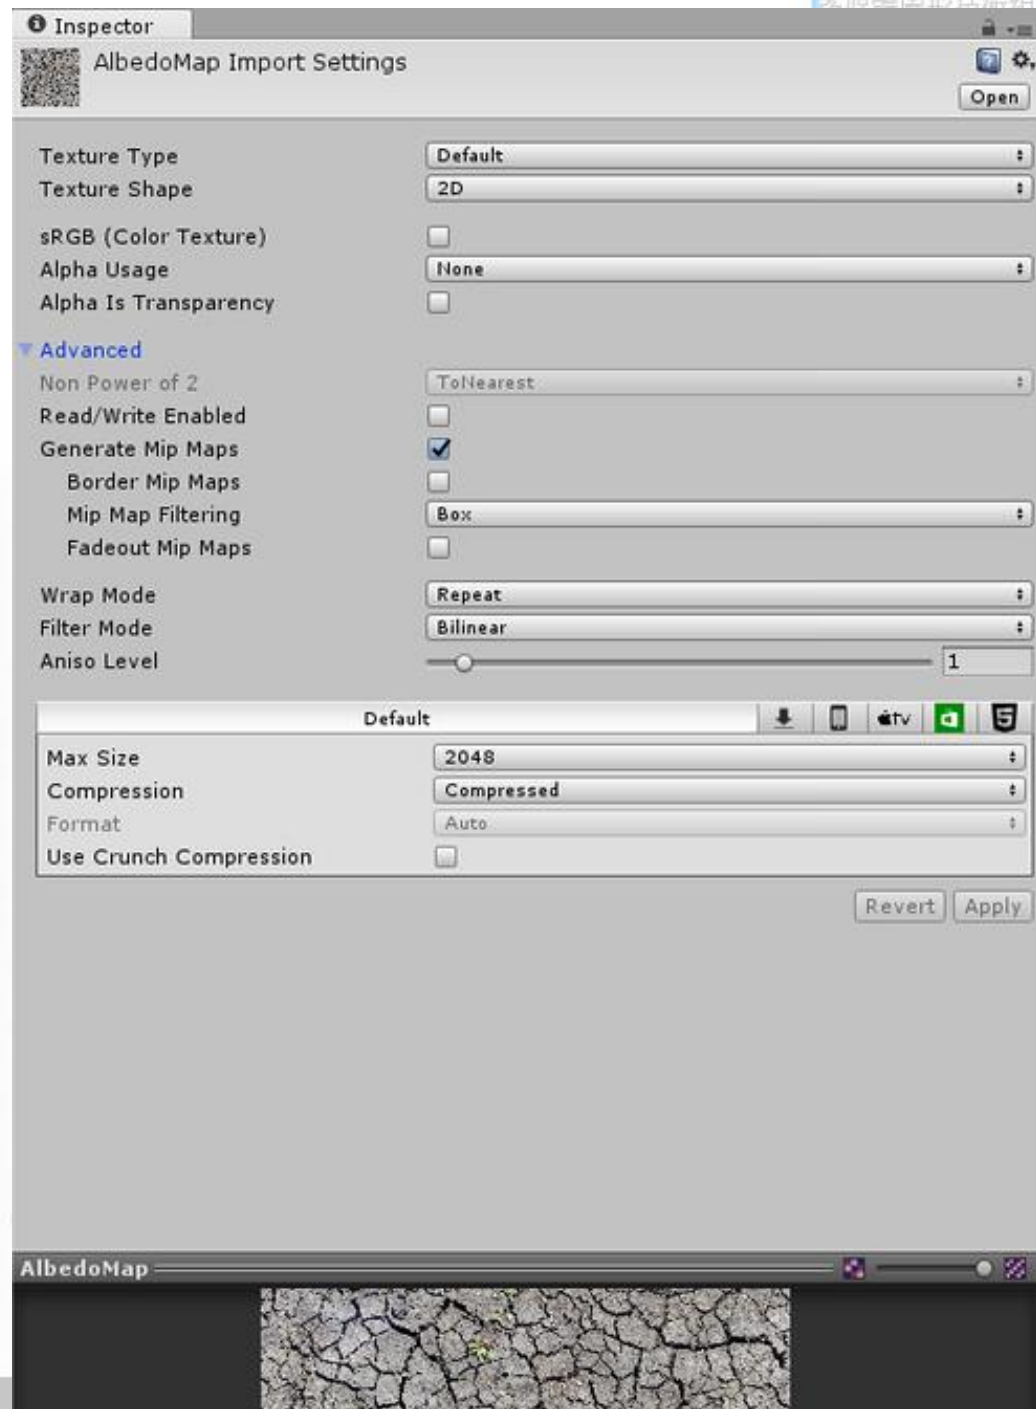 Inspector
AlbedoMap Import Settings
Open
Texture Type Default
Texture Shape 2D
sRGB (Color Texture)
Alpha Usage None
Alpha Is Transparency
Advanced
Non Power of 2 ToNearest
Read/Write Enabled
Generate Mip Maps
Border Mip Maps
Mip Map Filtering Box
Fadeout Mip Maps
Wrap Mode Repeat
Filter Mode Bilinear
Aniso Level 1
Default tv
Max Size 2048
Compression Compressed
Format Auto
Use Crunch Compression
Revert Apply
AlbedoMap